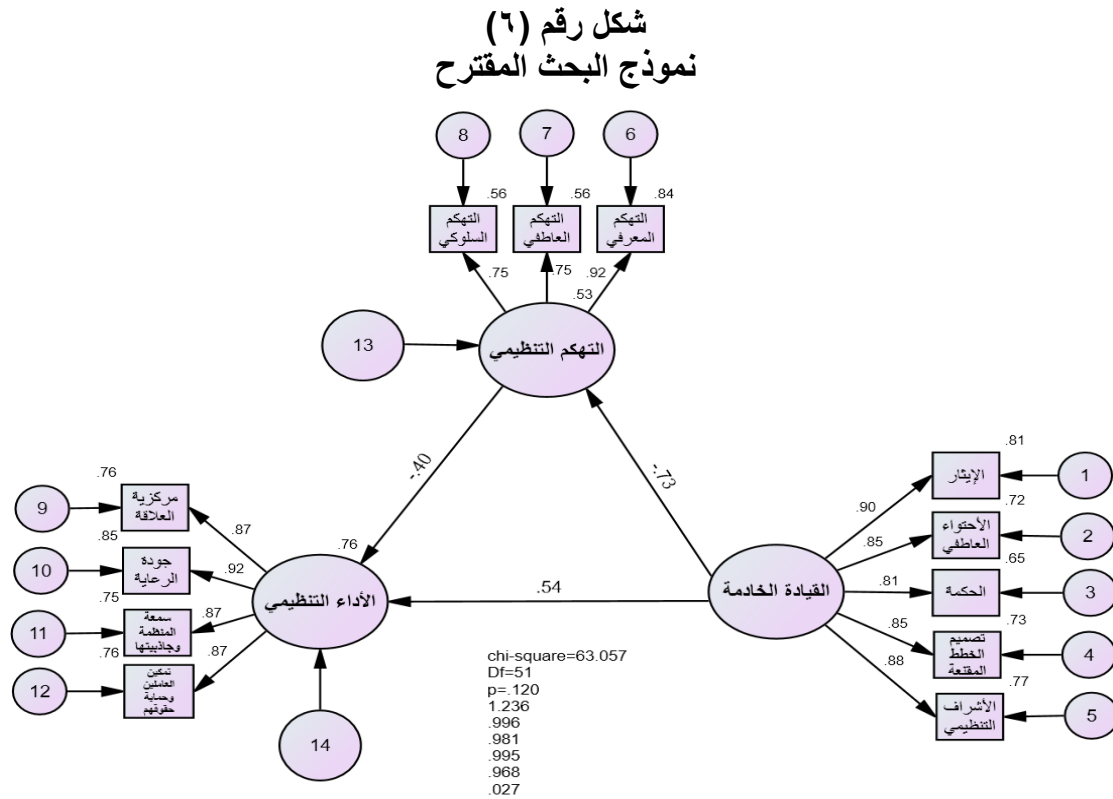 شكل رقم (٦)
نموذج البحث المقترح
8
7
6
.56
.56
.84
التهكم
السلوكي
التهكم
العاطفي
التهكم
المعرفي
.75
.75
.92
.53
13
التهكم التنظيمي
-.40
-.73
.76
9
مركزية
العلاقة
.87
.85
10
جودة
الرعاية
.92
.75
11
سمعة
المنظمة
وجاذبيتها
.87
.76
12
تمكين
العاملين
وحماية
حقوقهم
.87
.76
الأداء التنظيمي
14
.54
القيادة الخادمة
.81
الإيثار
1
.90
.72
الأحتواء
العاطفي
2
.85
.65
الحكمة
3
.81
.73
تصميم
الخطط
المقنعة
4
.85
.77
الأشراف
التنظيمي
5
.88
chi-square=63.057
Df=51
p=.120
1.236
.996
.981
.995
.968
.027